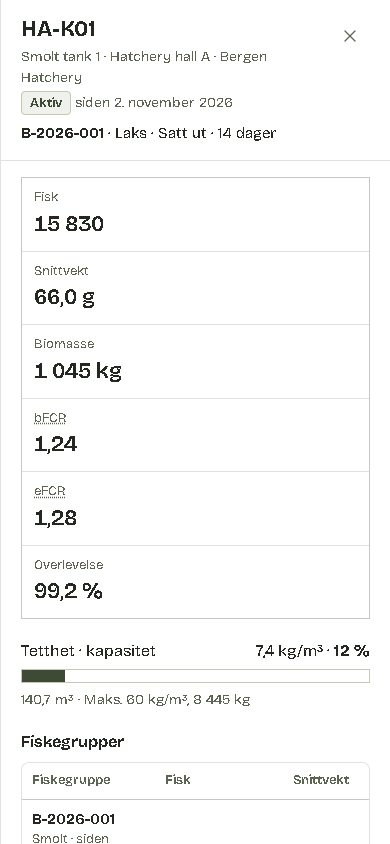 HA-K01
Smolt tank 1 · Hatchery hall A · Bergen
Hatchery
Aktiv siden 2. november 2026
B-2026-001 · Laks · Satt ut · 14 dager
Fisk
15 830
Snittvekt
66,0 g
Biomasse
1 045 kg
bFCR
1,24
eFCR
1,28
Overlevelse
99,2 %
Tetthet · kapasitet 7,4 kg/m³ · 12 %
140,7 m³ · Maks. 60 kg/m³, 8 445 kg
Fiskegrupper
Fiskegruppe Fisk Snittvekt
B-2026-001
Smolt · siden